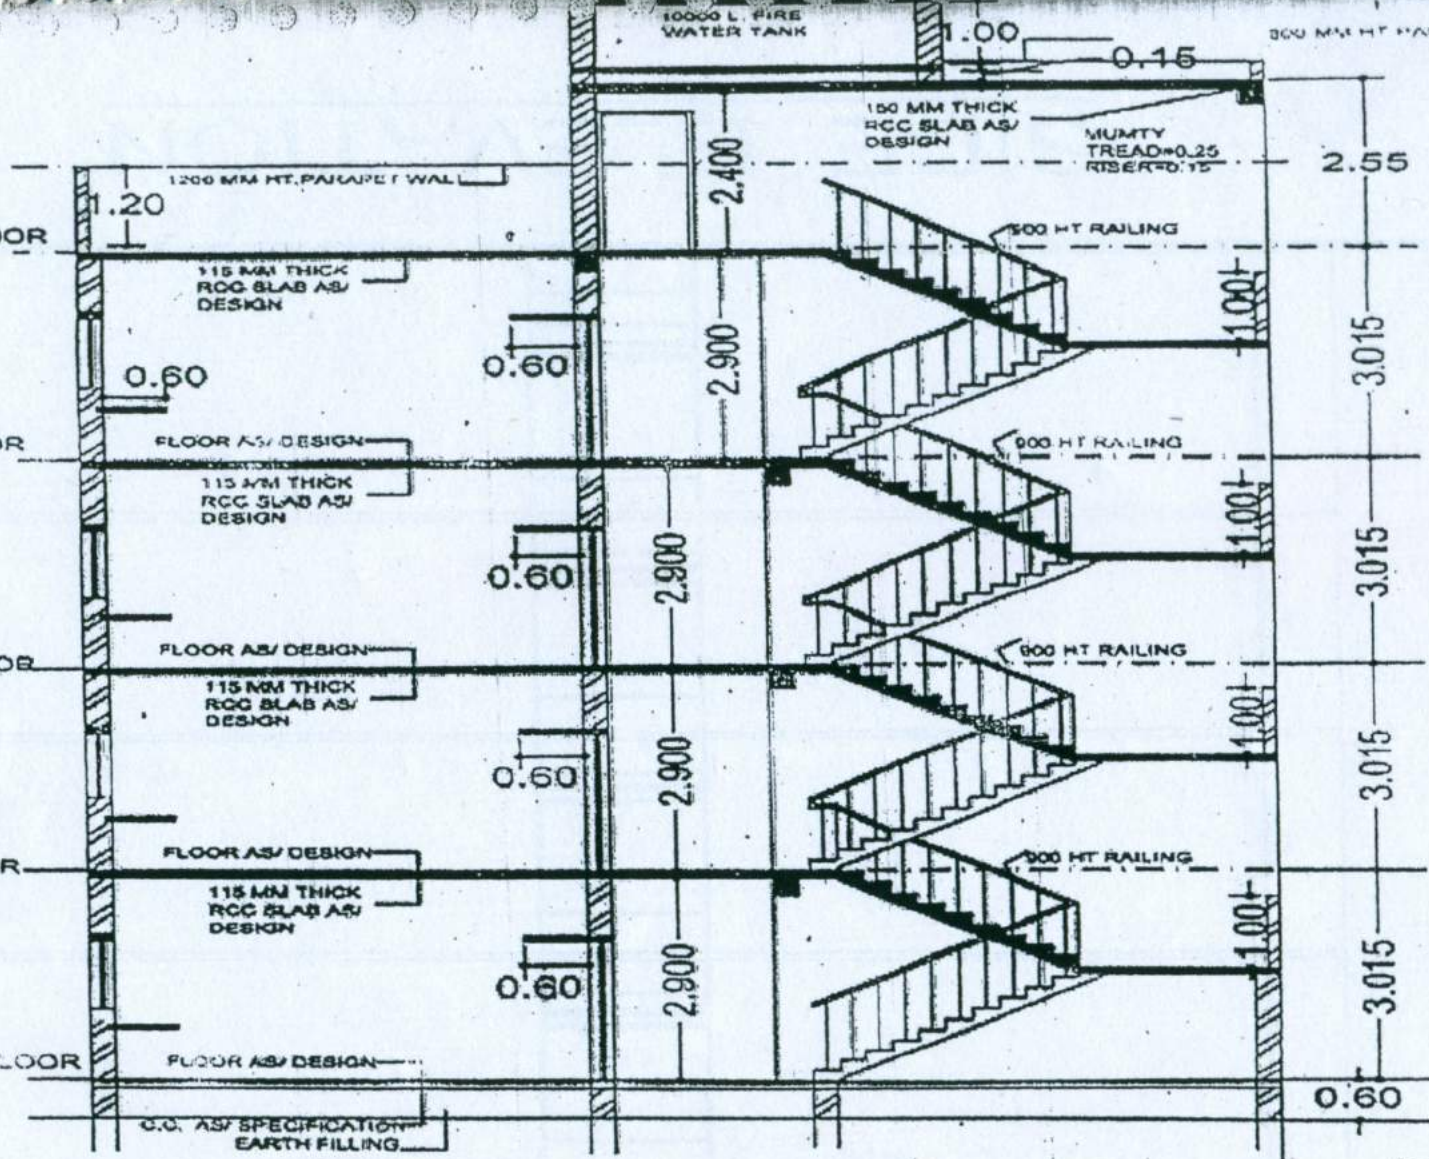 10000 L. FIRE
WATER TANK
1.00
0.15
150 MM THICK
RCC SLAB AS/
DESIGN
MUMTY
TREAD=0.25
RISER=0.15
2.55
2.400
1200 MM HT. PARAPET WALL
1.20
OOR
115 MM THICK
RCC SLAB AS/
DESIGN
900 HT RAILING
1.00
0.60
0.60
2.900
3.015
OR
FLOOR AS/ DESIGN
115 MM THICK
RCC SLAB AS/
DESIGN
900 HT RAILING
1.00
0.60
2.900
3.015
OR
FLOOR AS/ DESIGN
115 MM THICK
RCC SLAB AS/
DESIGN
900 HT RAILING
1.00
0.60
2.900
3.015
R
FLOOR AS/ DESIGN
115 MM THICK
RCC SLAB AS/
DESIGN
900 HT RAILING
1.00
0.60
2.900
3.015
LOOR
FLOOR AS/ DESIGN
0.60
C.C. AS/ SPECIFICATION
EARTH FILLING